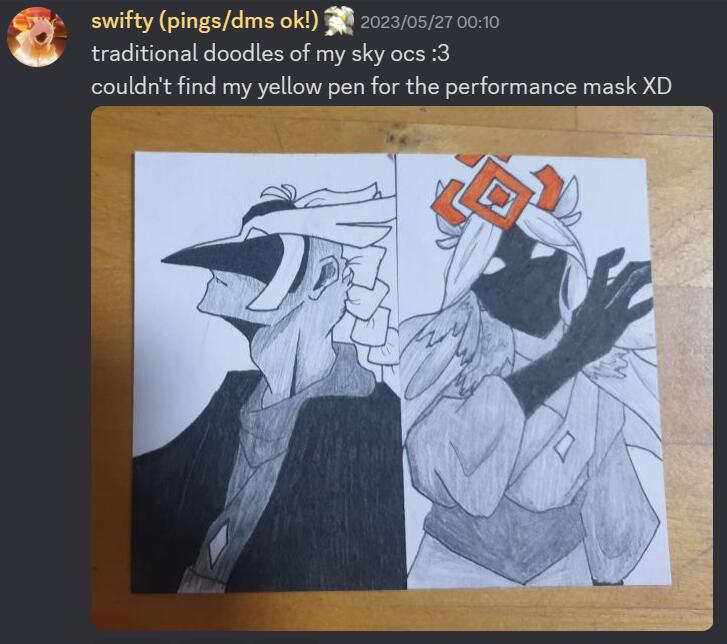 swifty (pings/dms ok!) 2023/05/27 00:10
traditional doodles of my sky ocs :3
couldn't find my yellow pen for the performance mask XD